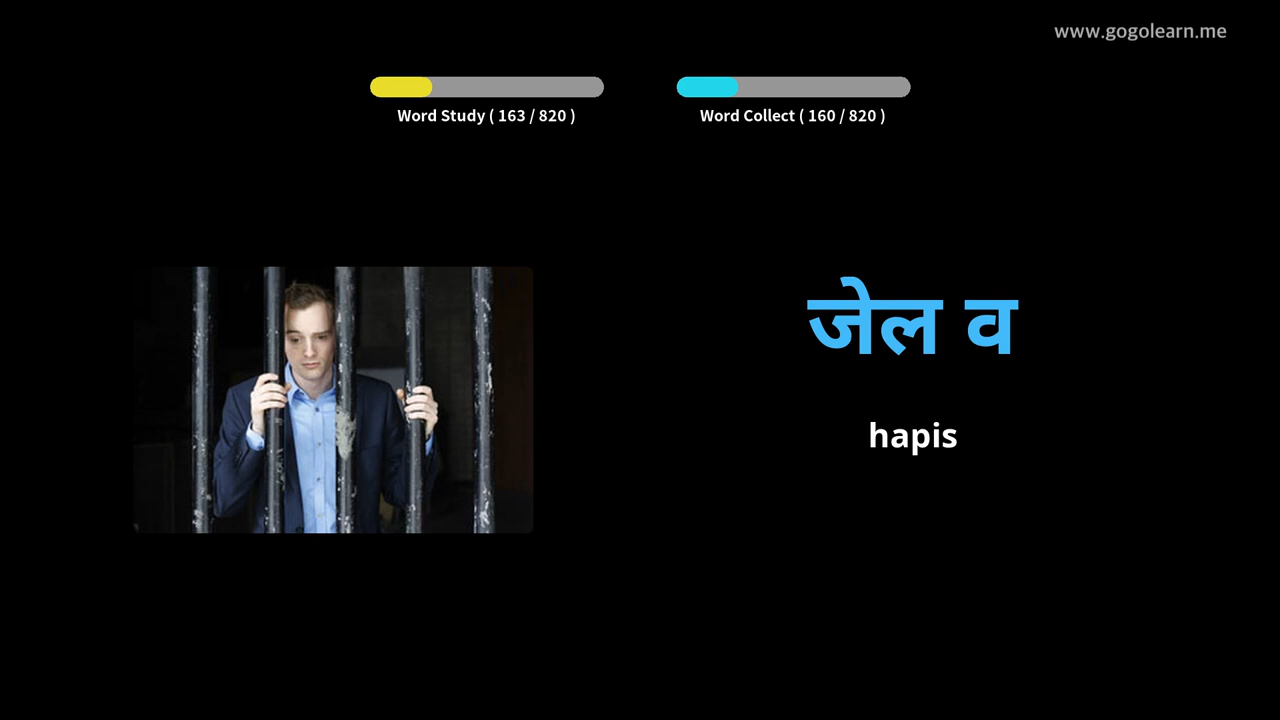 www.gogolearn.me
Word Study ( 163 / 820 )
Word Collect ( 160 / 820 )
जेल व
hapis